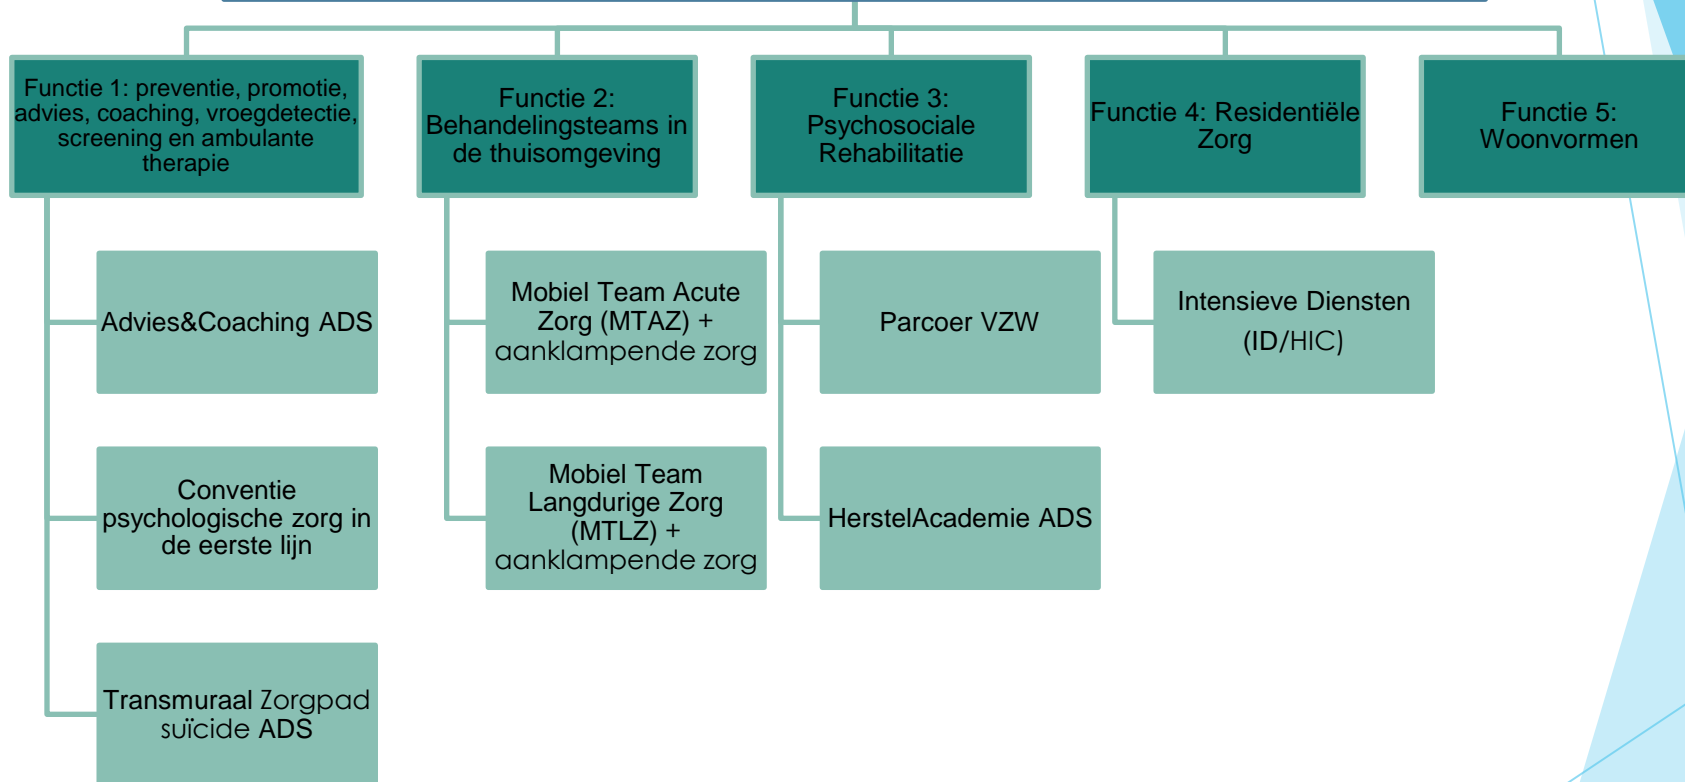 Functie 1: preventie, promotie,
advies, coaching, vroegdetectie,
screening en ambulante
therapie
Functie 2:
Behandelingsteams in
de thuisomgeving
Functie 3:
Psychosociale
Rehabilitatie
Functie 4: Residentiële
Zorg
Functie 5:
Woonvormen
Advies&Coaching ADS
Mobiel Team Acute
Zorg (MTAZ) +
aanklampende zorg
Parcoer VZW
Intensieve Diensten
(ID/HIC)
Conventie
psychologische zorg in
de eerste lijn
Mobiel Team
Langdurige Zorg
(MTLZ) +
aanklampende zorg
HerstelAcademie ADS
Transmuraal Zorgpad
suïcide ADS